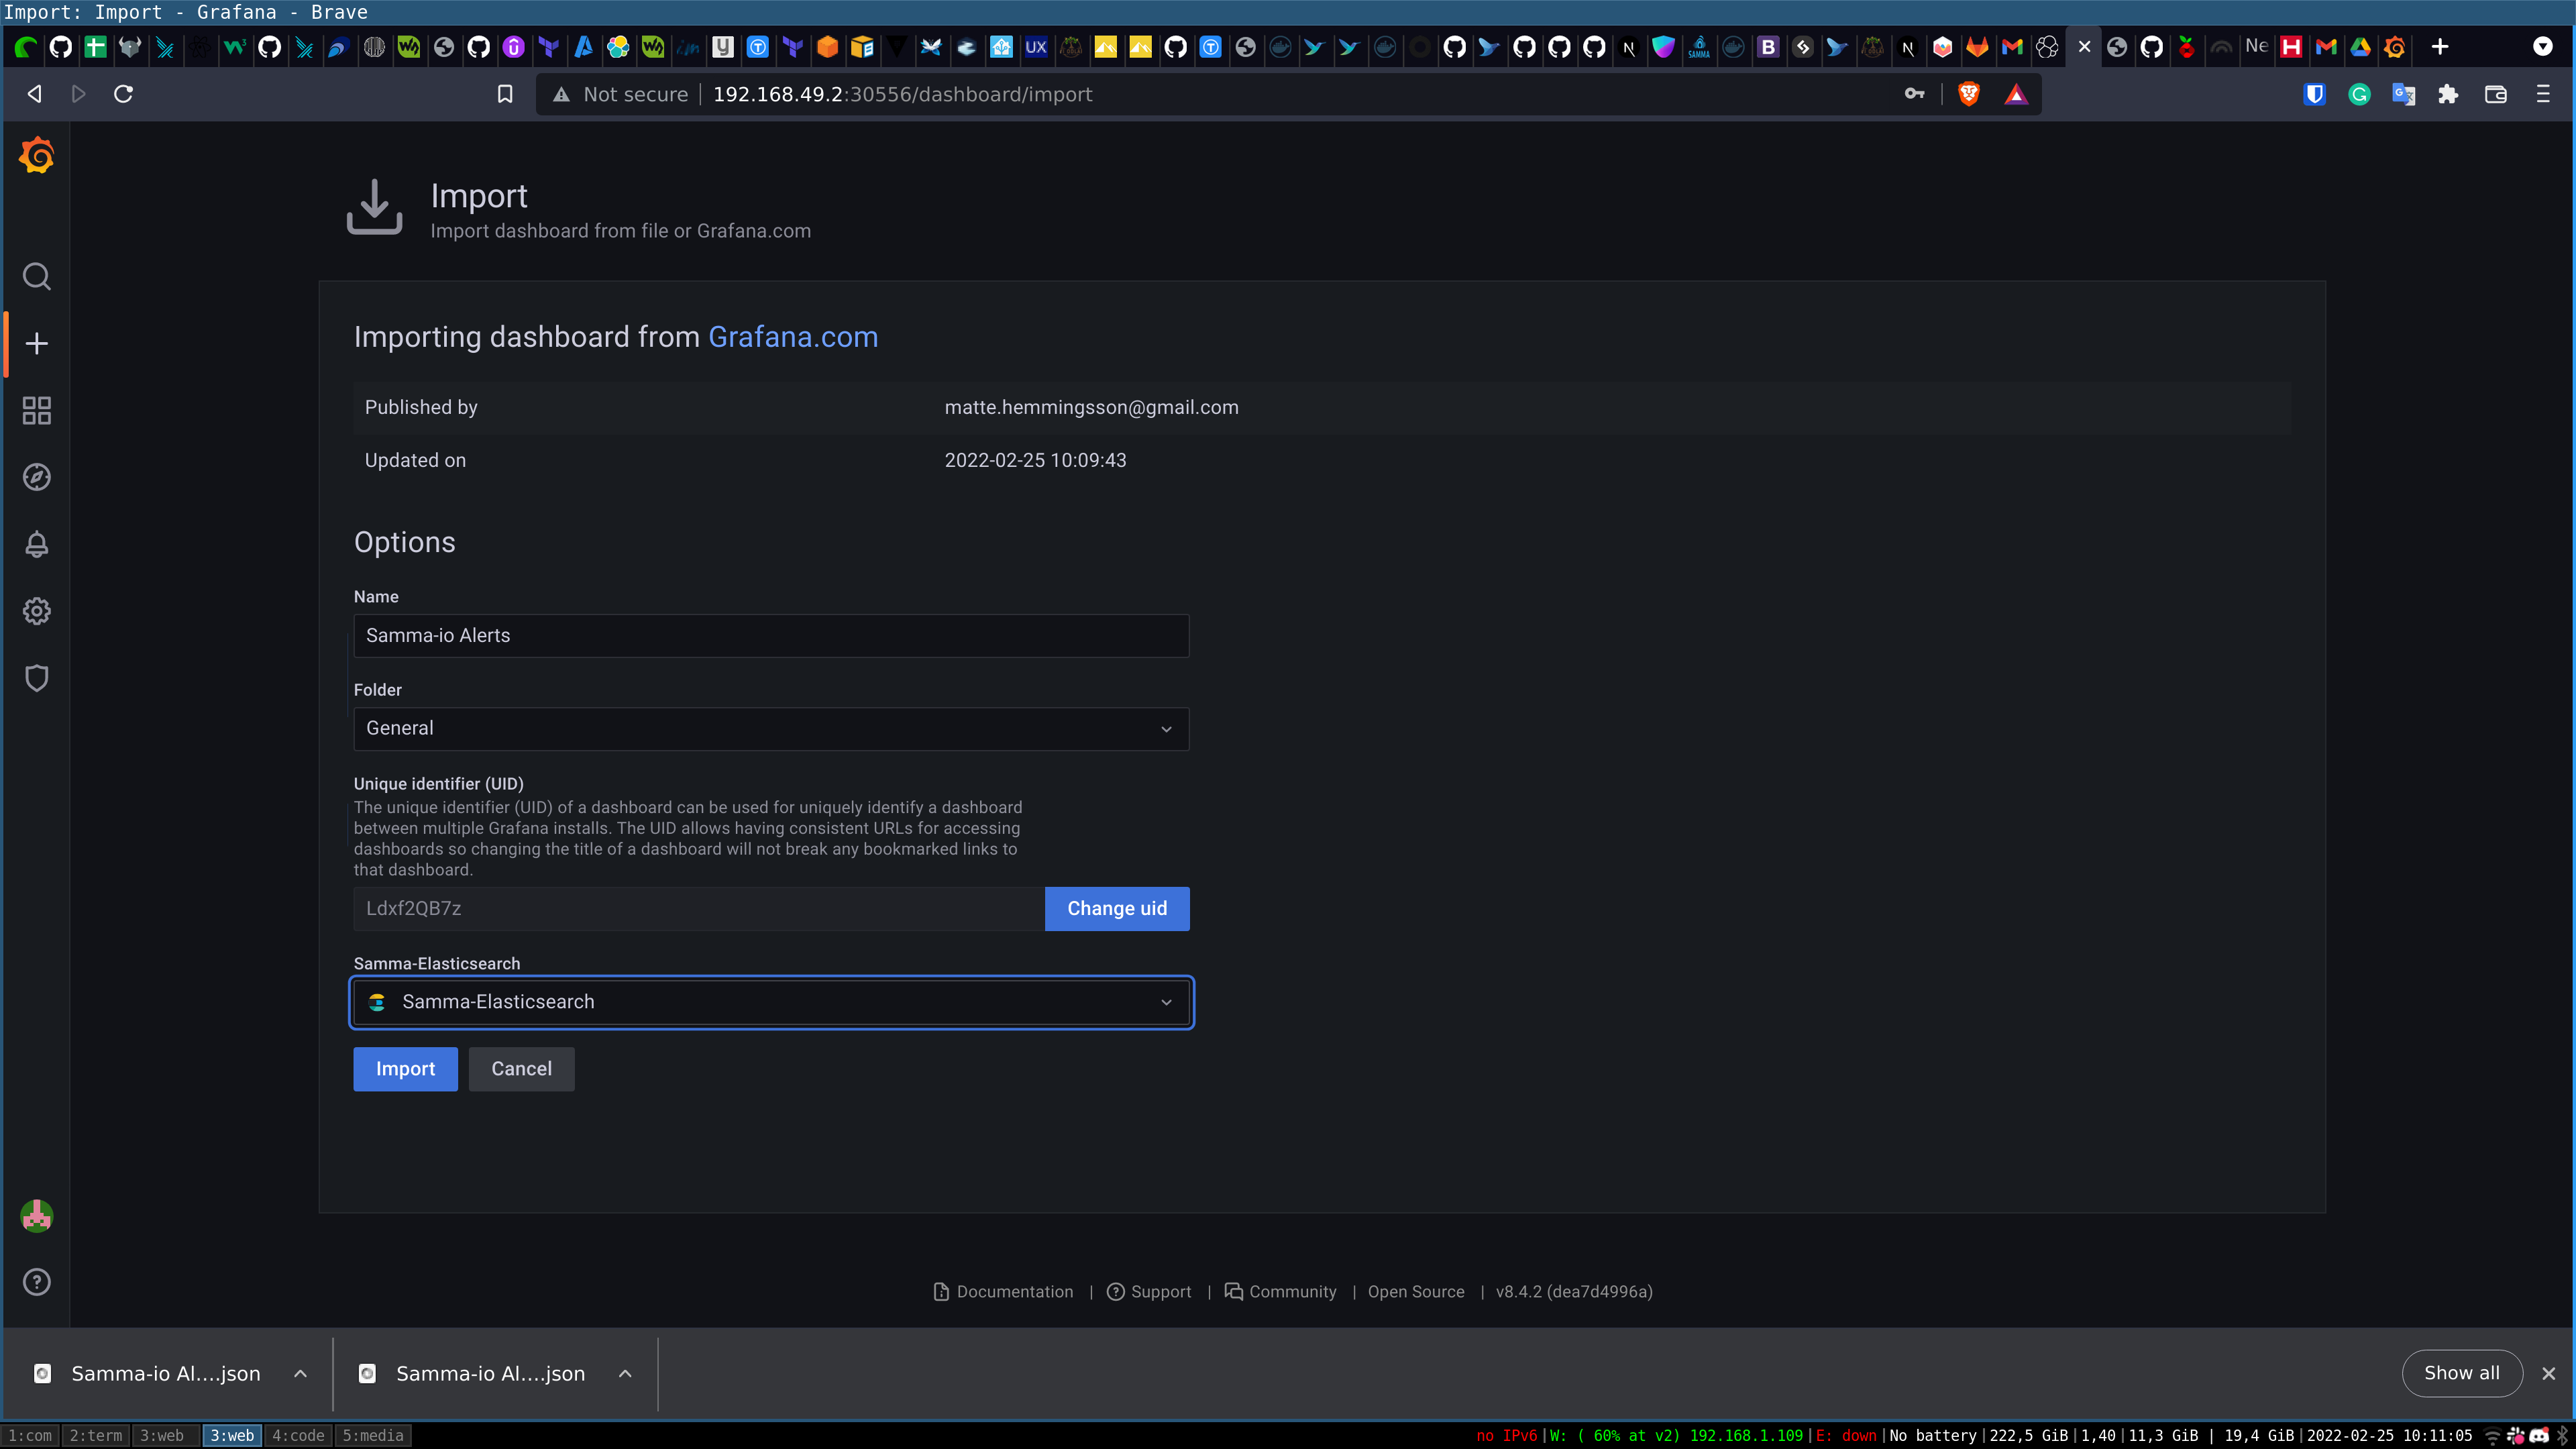 Import: Import - Grafana - Brave
UX
Ne
Not secure
192.168.49.2:30556/dashboard/import
Import
Import dashboard from file or Grafana.com
Importing dashboard from Grafana.com
Published by
matte.hemmingsson@gmail.com
Updated on
2022-02-25 10:09:43
Options
Name
Samma-io Alerts
Folder
General
Unique identifier (UID)
The unique identifier (UID) of a dashboard can be used for uniquely identify a dashboard
between multiple Grafana installs. The UID allows having consistent URLs for accessing
dashboards so changing the title of a dashboard will not break any bookmarked links to
that dashboard.
Ldxf2QB7z
Change uid
Samma-Elasticsearch
Samma-Elasticsearch
Import
Cancel
Documentation | Support | Community | Open Source | v8.4.2 (dea7d4996a)
Samma-io Al....json
Samma-io Al....json
Show all
1:com 2:term 3:web 3:web 4:code 5:media
no IPv6|W: ( 60% at v2) 192.168.1.109|E: down|No battery|222,5 GiB|1,40|11,3 GiB | 19,4 GiB|2022-02-25 10:11:05